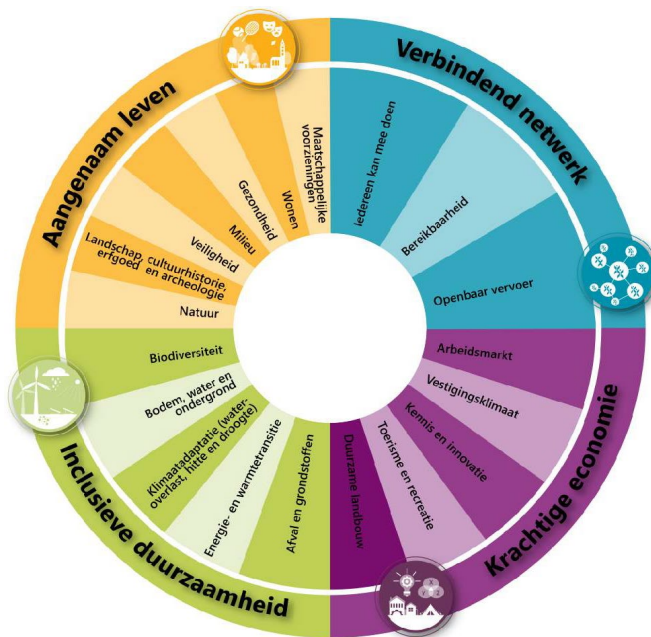 Aangenaam leven
Maatschappelijke
voorzieningen
Wonen
Gezondheid
Milieu
Veiligheid
Landschap, cultuurhistorie,
erfgoed en archeologie
Natuur
Verbindend netwerk
iedereen kan mee doen
Bereikbaarheid
Openbaar vervoer
Krachtige economie
Arbeidsmarkt
Vestigingsklimaat
Kennis en innovatie
Toerisme en recreatie
Duurzame landbouw
Inclusieve duurzaamheid
Biodiversiteit
Bodem, water en
ondergrond
Klimaatadaptatie (water-
overlast, hitte en droogte)
Energie- en warmtetransitie
Afval en grondstoffen